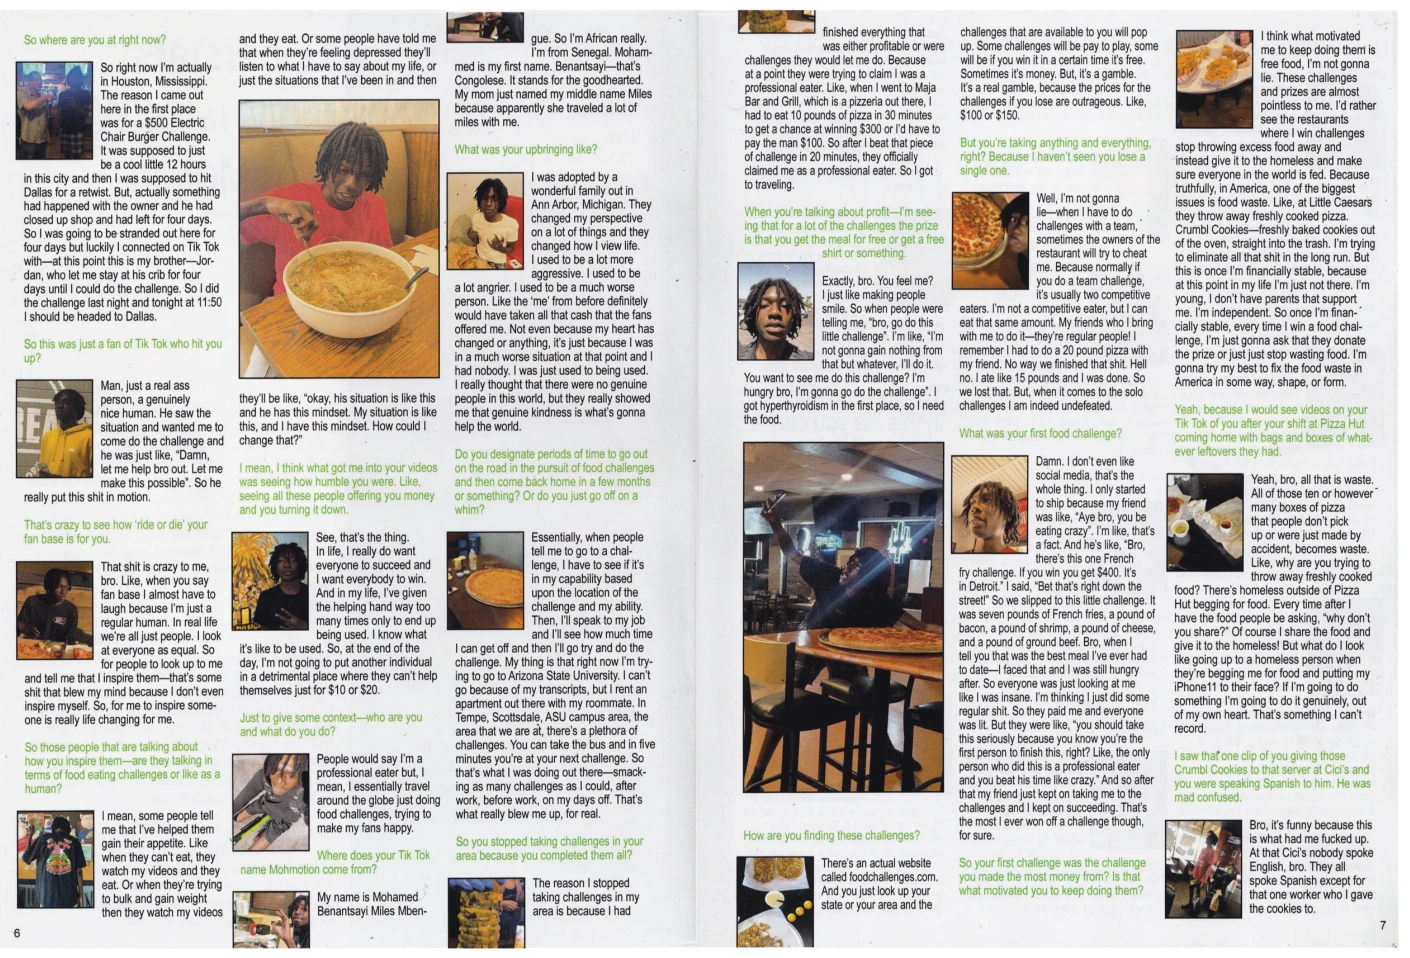 So where are you at right now?
So right now I'm actually
in Houston, Mississippi.
The reason I came out
here in the first place
was for a $500 Electric
Chair Burger Challenge.
It was supposed to just
be a cool little 12 hours
in this city and then I was supposed to hit
Dallas for a retwist. But, actually something
had happened with the owner and he had
closed up shop and had left for four days.
So I was going to be stranded out here for
four days but luckily I connected on Tik Tok
with—at this point this is my brother—Jor-
dan, who let me stay at his crib for four
days until I could do the challenge. So I did
the challenge last night and tonight at 11:50
I should be headed to Dallas.
So this was just a fan of Tik Tok who hit you
up?
Man, just a real ass
person, a genuinely
nice human. He saw the
situation and wanted me to
come do the challenge and
he was just like, “Damn,
let me help bro out. Let me
make this possible”. So he
really put this shit in motion.
That's crazy to see how ‘ride or die’ your
fan base is for you.
That shit is crazy to me,
bro. Like, when you say
fan base I almost have to
laugh because I'm just a
regular human. In real life
we're all just people. I look
at everyone as equal. So
for people to look up to me
and tell me that I inspire them—that's some
shit that blew my mind because I don't even
inspire myself. So, for me to inspire some-
one is really life changing for me.
So those people that are talking about
how you inspire them—are they talking in
terms of food eating challenges or like as a
human?
I mean, some people tell
me that I've helped them
gain their appetite. Like
when they can't eat, they
watch my videos and they
eat. Or when they're trying
to bulk and gain weight
then they watch my videos
6
and they eat. Or some people have told me
that when they're feeling depressed they'll
listen to what I have to say about my life, or
just the situations that I've been in and then
they'll be like, “okay, his situation is like this
and he has this mindset. My situation is like
this, and I have this mindset. How could I
change that?”
I mean, I think what got me into your videos
was seeing how humble you were. Like,
seeing all these people offering you money
and you turning it down.
See, that's the thing.
In life, I really do want
everyone to succeed and
I want everybody to win.
And in my life, I've given
the helping hand way too
many times only to end up
being used. I know what
it's like to be used. So, at the end of the
day, I'm not going to put another individual
in a detrimental place where they can't help
themselves just for $10 or $20.
Just to give some context—who are you
and what do you do?
People would say I'm a
professional eater but, I
mean, I essentially travel
around the globe just doing
food challenges, trying to
make my fans happy.
Where does your Tik Tok
name Mohmotion come from?
My name is Mohamed
Benantsayi Miles Mben-
gue. So I'm African really.
I'm from Senegal. Moham-
med is my first name. Benantsayi—that's
Congolese. It stands for the goodhearted.
My mom just named my middle name Miles
because apparently she traveled a lot of
miles with me.
What was your upbringing like?
I was adopted by a
wonderful family out in
Ann Arbor, Michigan. They
changed my perspective
on a lot of things and they
changed how I view life.
I used to be a lot more
aggressive. I used to be
a lot angrier. I used to be a much worse
person. Like the ‘me’ from before definitely
would have taken all that cash that the fans
offered me. Not even because my heart has
changed or anything, it's just because I was
in a much worse situation at that point and I
had nobody. I was just used to being used.
I really thought that there were no genuine
people in this world, but they really showed
me that genuine kindness is what's gonna
help the world.
Do you designate periods of time to go out
on the road in the pursuit of food challenges
and then come back home in a few months
or something? Or do you just go off on a
whim?
Essentially, when people
tell me to go to a chal-
lenge, I have to see if it's
in my capability based
upon the location of the
challenge and my ability.
Then, I'll speak to my job
and I'll see how much time
I can get off and then I'll go try and do the
challenge. My thing is that right now I'm try-
ing to go to Arizona State University. I can't
go because of my transcripts, but I rent an
apartment out there with my roommate. In
Tempe, Scottsdale, ASU campus area, the
area that we are at, there's a plethora of
challenges. You can take the bus and in five
minutes you're at your next challenge. So
that's what I was doing out there—smack-
ing as many challenges as I could, after
work, before work, on my days off. That's
what really blew me up, for real.
So you stopped taking challenges in your
area because you completed them all?
The reason I stopped
taking challenges in my
area is because I had
finished everything that
was either profitable or were
challenges they would let me do. Because
at a point they were trying to claim I was a
professional eater. Like, when I went to Maja
Bar and Grill, which is a pizzeria out there, I
had to eat 10 pounds of pizza in 30 minutes
to get a chance at winning $300 or I'd have to
pay the man $100. So after I beat that piece
of challenge in 20 minutes, they officially
claimed me as a professional eater. So I got
to traveling.
When you're talking about profit—I'm see-
ing that for a lot of the challenges the prize
is that you get the meal for free or get a free
shirt or something.
Exactly, bro. You feel me?
I just like making people
smile. So when people were
telling me, “bro, go do this
little challenge”. I'm like, “I'm
not gonna gain nothing from
that but whatever, I'll do it.
You want to see me do this challenge? I'm
hungry bro, I'm gonna go do the challenge”. I
got hyperthyroidism in the first place, so I need
the food.
How are you finding these challenges?
There's an actual website
called foodchallenges.com.
And you just look up your
state or your area and the
challenges that are available to you will pop
up. Some challenges will be pay to play, some
will be if you win it in a certain time it's free.
Sometimes it's money. But, it's a gamble.
It's a real gamble, because the prices for the
challenges if you lose are outrageous. Like,
$100 or $150.
But you're taking anything and everything,
right? Because I haven't seen you lose a
single one.
Well, I'm not gonna
lie—when I have to do
challenges with a team,
sometimes the owners of the
restaurant will try to cheat
me. Because normally if
you do a team challenge,
it's usually two competitive
eaters. I'm not a competitive eater, but I can
eat that same amount. My friends who I bring
with me to do it—they're regular people! I
remember I had to do a 20 pound pizza with
my friend. No way we finished that shit. Hell
no. I ate like 15 pounds and I was done. So
we lost that. But, when it comes to the solo
challenges I am indeed undefeated.
What was your first food challenge?
Damn. I don't even like
social media, that's the
whole thing. I only started
to ship because my friend
was like, “Aye bro, you be
eating crazy”. I'm like, that's
a fact. And he's like, “Bro,
there's this one French
fry challenge. If you win you get $400. It's
in Detroit.” I said, “Bet that's right down the
street!” So we slipped to this little challenge. It
was seven pounds of French fries, a pound of
bacon, a pound of shrimp, a pound of cheese,
and a pound of ground beef. Bro, when I
tell you that was the best meal I've ever had
to date—I faced that and I was still hungry
after. So everyone was just looking at me
like I was insane. I'm thinking I just did some
regular shit. So they paid me and everyone
was lit. But they were like, “you should take
this seriously because you know you're the
first person to finish this, right? Like, the only
person who did this is a professional eater
and you beat his time like crazy.” And so after
that my friend just kept on taking me to the
challenges and I kept on succeeding. That's
the most I ever won off a challenge though,
for sure.
So your first challenge was the challenge
you made the most money from? Is that
what motivated you to keep doing them?
I think what motivated
me to keep doing them is
free food, I'm not gonna
lie. These challenges
and prizes are almost
pointless to me. I'd rather
see the restaurants
where I win challenges
stop throwing excess food away and
instead give it to the homeless and make
sure everyone in the world is fed. Because
truthfully, in America, one of the biggest
issues is food waste. Like, at Little Caesars
they throw away freshly cooked pizza.
Crumbl Cookies—freshly baked cookies out
of the oven, straight into the trash. I'm trying
to eliminate all that shit in the long run. But
this is once I'm financially stable, because
at this point in my life I'm just not there. I'm
young, I don't have parents that support
me. I'm independent. So once I'm finan-
cially stable, every time I win a food chal-
lenge, I'm just gonna ask that they donate
the prize or just just stop wasting food. I'm
gonna try my best to fix the food waste in
America in some way, shape, or form.
Yeah, because I would see videos on your
Tik Tok of you after your shift at Pizza Hut
coming home with bags and boxes of what-
ever leftovers they had.
Yeah, bro, all that is waste.
All of those ten or however
many boxes of pizza
that people don't pick
up or were just made by
accident, becomes waste.
Like, why are you trying to
throw away freshly cooked
food? There's homeless outside of Pizza
Hut begging for food. Every time after I
have the food people be asking, “why don't
you share?” Of course I share the food and
give it to the homeless! But what do I look
like going up to a homeless person when
they're begging me for food and putting my
iPhone11 to their face? If I'm going to do
something I'm going to do it genuinely, out
of my own heart. That's something I can't
record.
I saw that one clip of you giving those
Crumbl Cookies to that server at Cici's and
you were speaking Spanish to him. He was
mad confused.
Bro, it's funny because this
is what had me fucked up.
At that Cici's nobody spoke
English, bro. They all
spoke Spanish except for
that one worker who I gave
the cookies to.
7